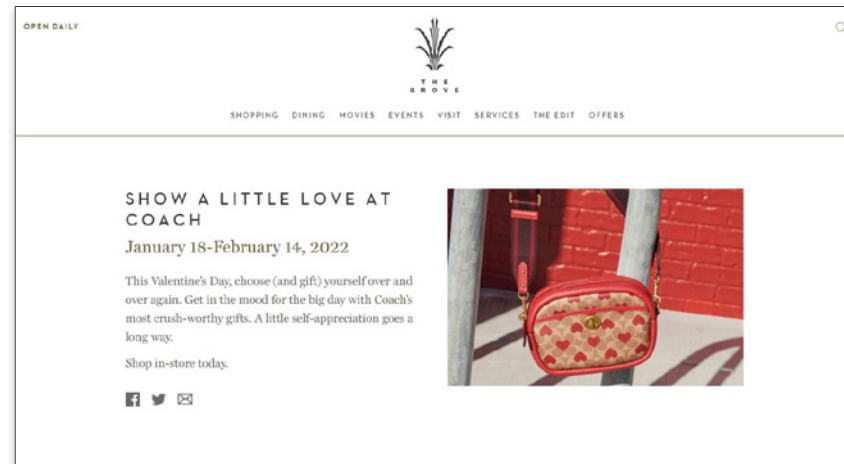 OPEN DAILY
THE
GROVE
SHOPPING DINING MOVIES EVENTS VISIT SERVICES THE EDIT OFFERS
SHOW A LITTLE LOVE AT
COACH
January 18-February 14, 2022
This Valentine's Day, choose (and gift) yourself over and
over again. Get in the mood for the big day with Coach's
most crush-worthy gifts. A little self-appreciation goes a
long way.
Shop in-store today.